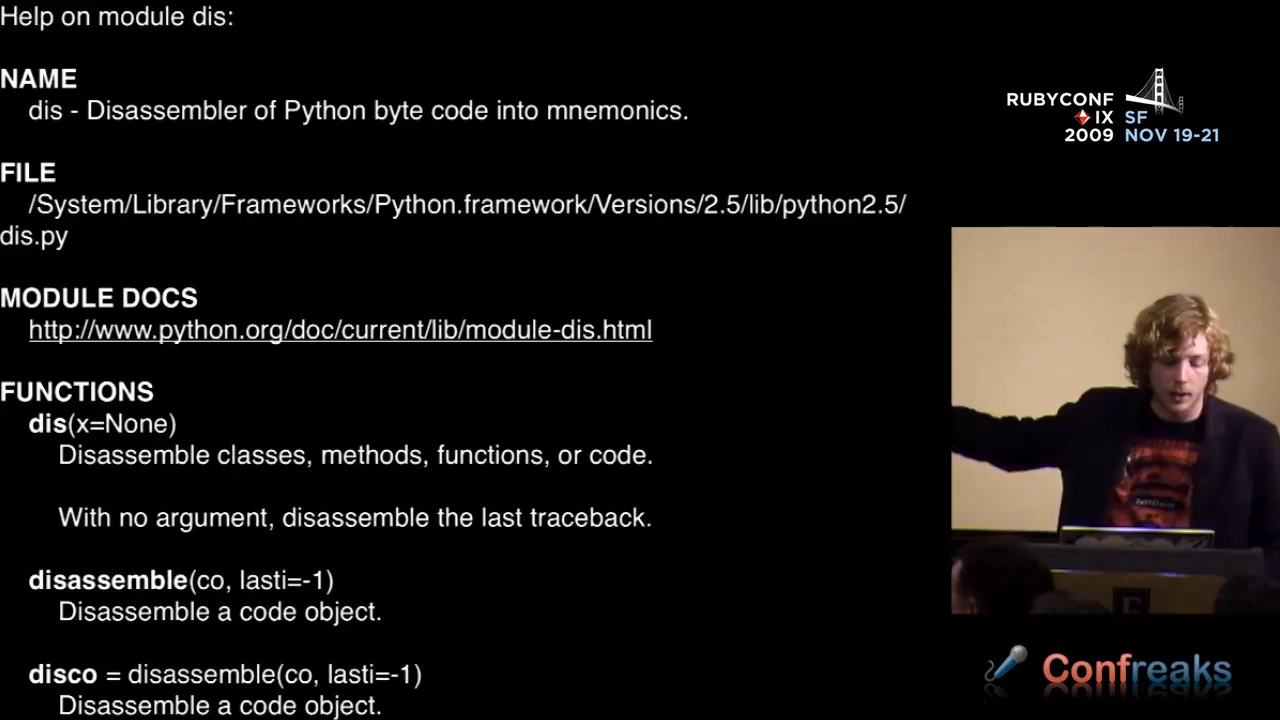 Help on module dis:
NAME
dis - Disassembler of Python byte code into mnemonics.
FILE
/System/Library/Frameworks/Python.framework/Versions/2.5/lib/python2.5/
dis.py
MODULE DOCS
http://www.python.org/doc/current/lib/module-dis.html
FUNCTIONS
dis(x=None)
Disassemble classes, methods, functions, or code.
With no argument, disassemble the last traceback.
disassemble(co, lasti=-1)
Disassemble a code object.
disco = disassemble(co, lasti=-1)
Disassemble a code object.
RUBYCONF
IX SF
2009 NOV 19-21
Confreaks